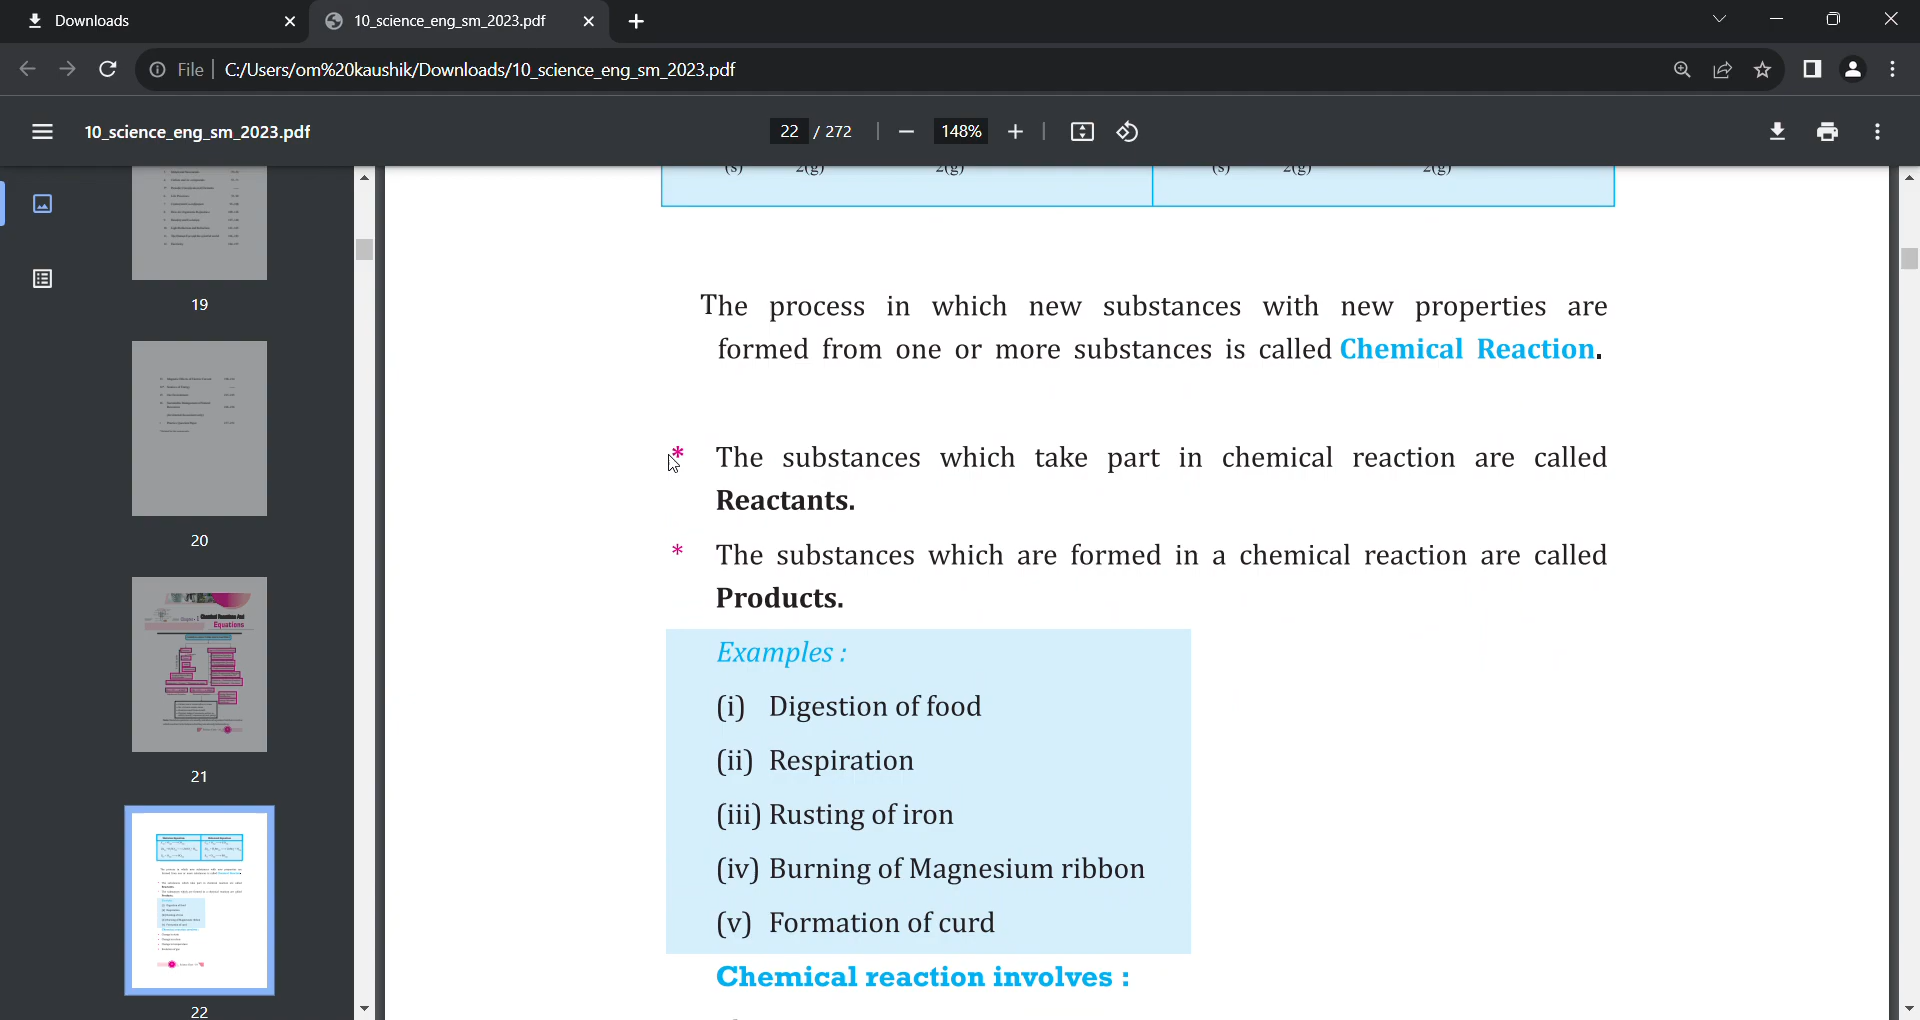 Downloads
10_science_eng_sm_2023.pdf
File
C:/Users/om%20kaushik/Downloads/10_science_eng_sm_2023.pdf
10_science_eng_sm_2023.pdf
22 / 272
148%
19
20
Chemical Reactions And
Equations
21
22
(s) 2(g) 2(g) (s) 2(g) 2(g)
The process in which new substances with new properties are
formed from one or more substances is called Chemical Reaction.
* The substances which take part in chemical reaction are called
Reactants.
* The substances which are formed in a chemical reaction are called
Products.
Examples :
(i) Digestion of food
(ii) Respiration
(iii) Rusting of iron
(iv) Burning of Magnesium ribbon
(v) Formation of curd
Chemical reaction involves :